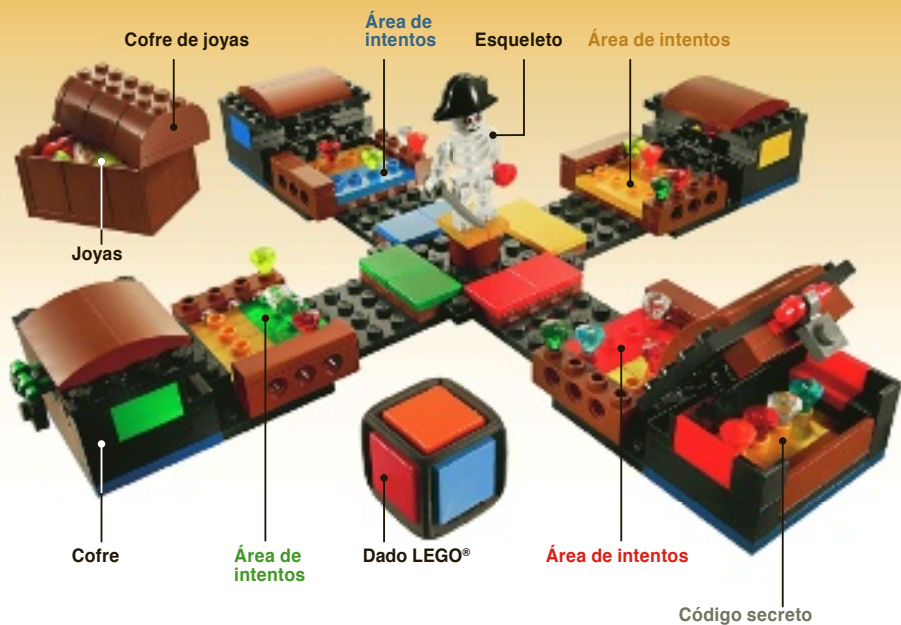 Área de
intentos
Cofre de joyas
Esqueleto
Área de intentos
Joyas
Cofre
Área de
intentos
Dado LEGO®
Área de intentos
Código secreto